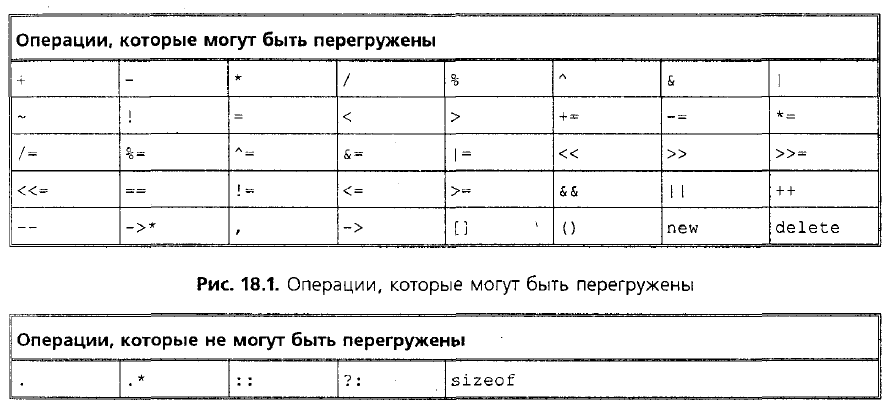 Операции, которые могут быть перегружены
+ - * / % ^ & |
~ ! = < > += -= *=
/= %= ^= &= |= << >> >>=
<<= == != <= >= && || ++
-- ->* , -> [] () new delete
Рис. 18.1. Операции, которые могут быть перегружены
Операции, которые не могут быть перегружены
. .* :: ?: sizeof